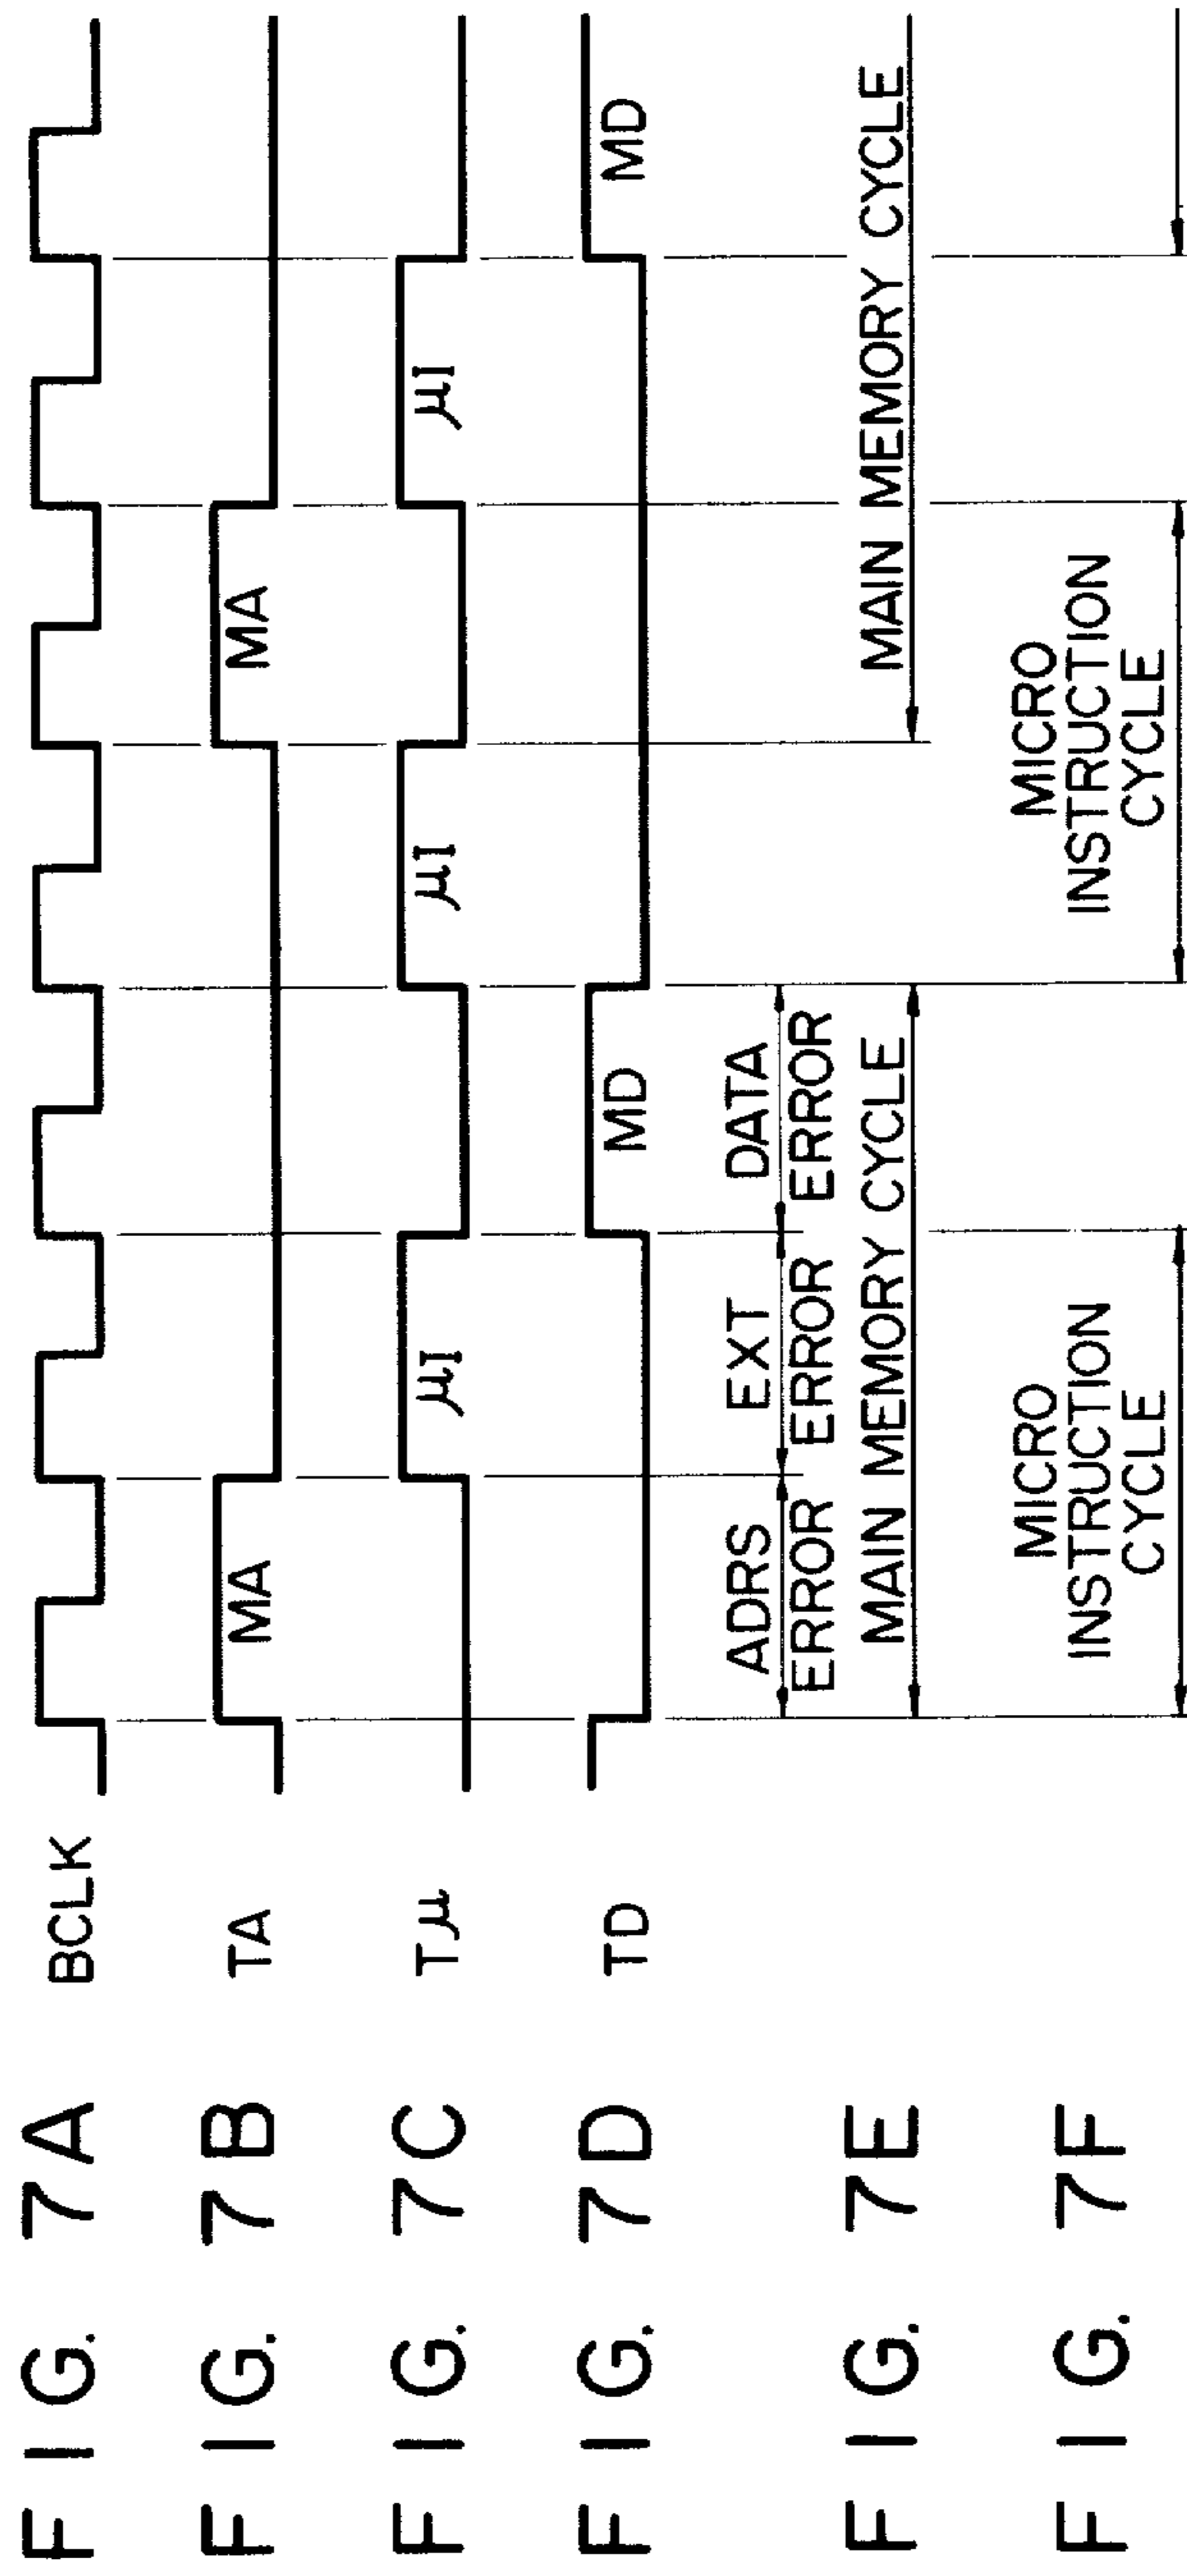 FIG. 7A BCLK
FIG. 7B TA MA MA
FIG. 7C Tμ μI μI μI
FIG. 7D TD MD MD
ADRS EXT DATA
ERROR ERROR ERROR
FIG. 7E MAIN MEMORY CYCLE MAIN MEMORY CYCLE
FIG. 7F
MICRO MICRO
INSTRUCTION INSTRUCTION
CYCLE CYCLE